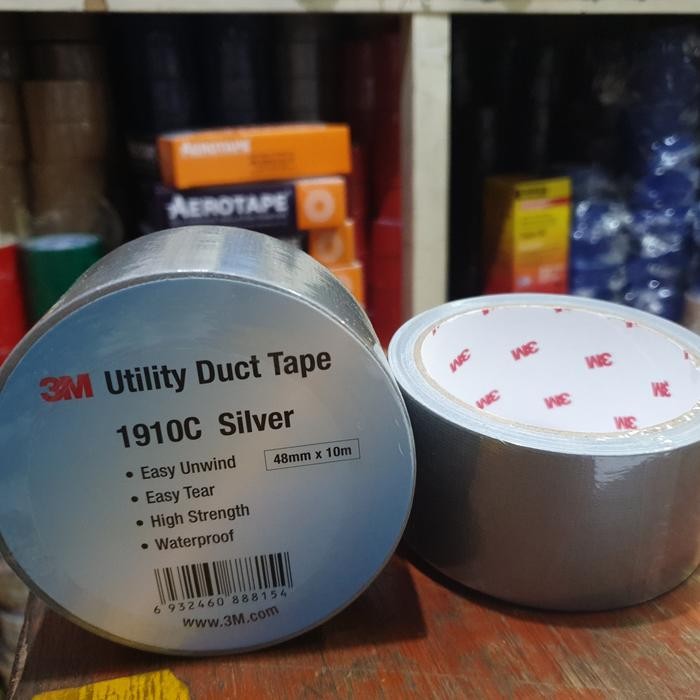 AEROTAPE
AEROTAPE
3M Utility Duct Tape
1910C Silver
48mm x 10m
• Easy Unwind
• Easy Tear
• High Strength
• Waterproof
6 932460 888154
www.3M.com
3M
3M
3M
3M
3M
3M
3M